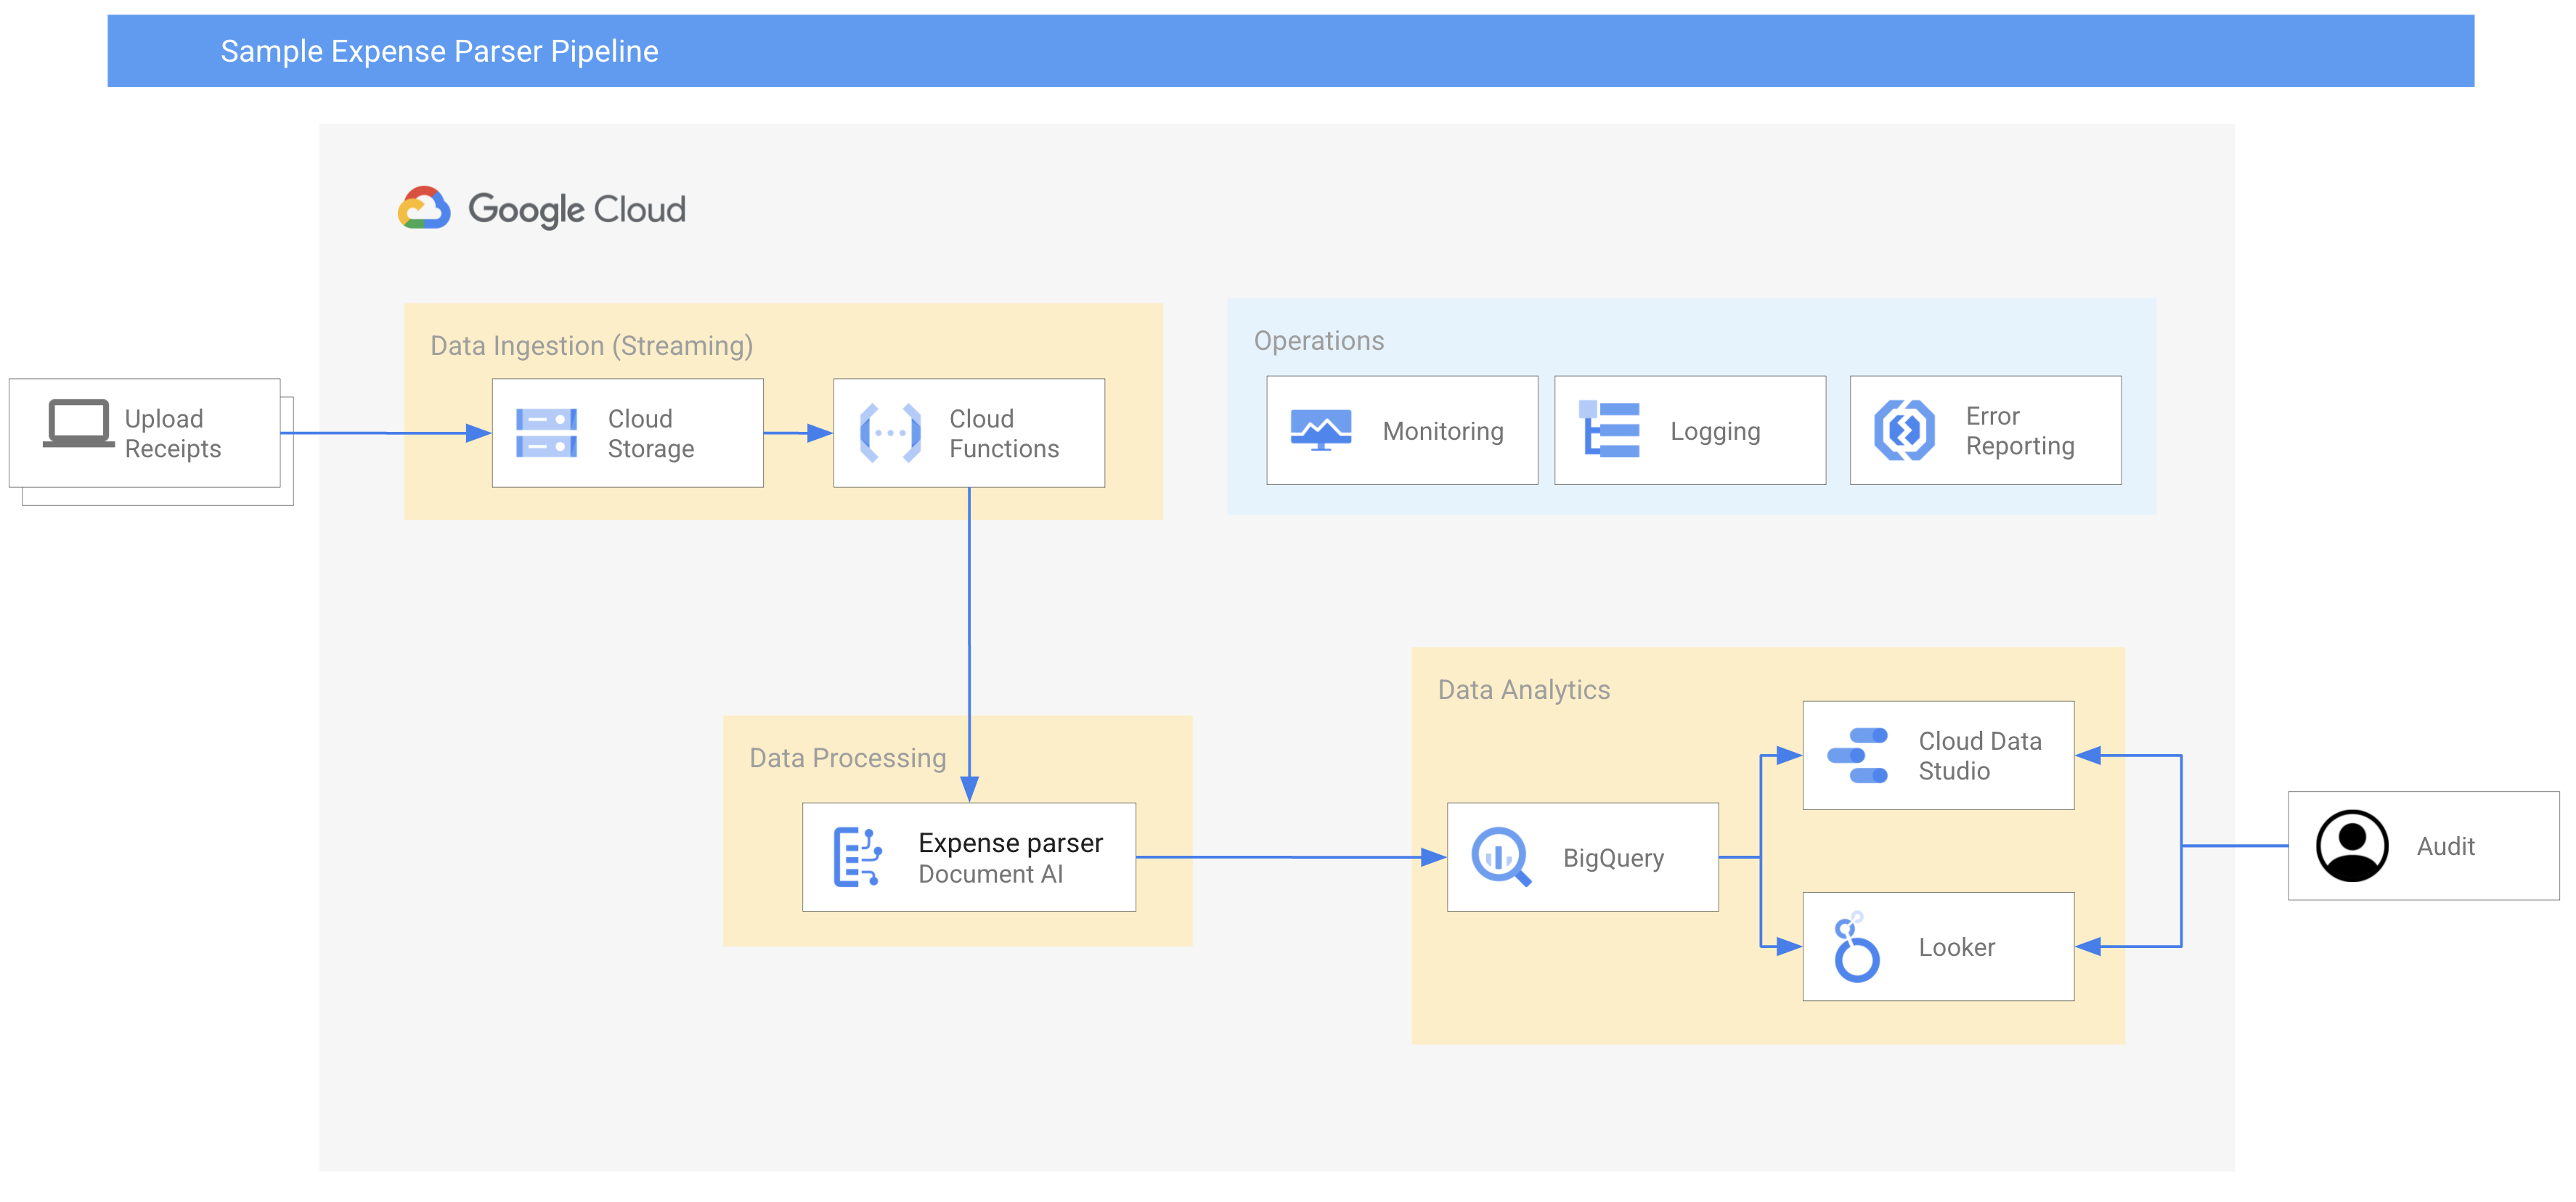 Sample Expense Parser Pipeline
Google Cloud
Data Ingestion (Streaming)
Upload
Receipts
Cloud
Storage
Cloud
Functions
Operations
Monitoring
Logging
Error
Reporting
Data Processing
Expense parser
Document AI
Data Analytics
BigQuery
Cloud Data
Studio
Looker
Audit